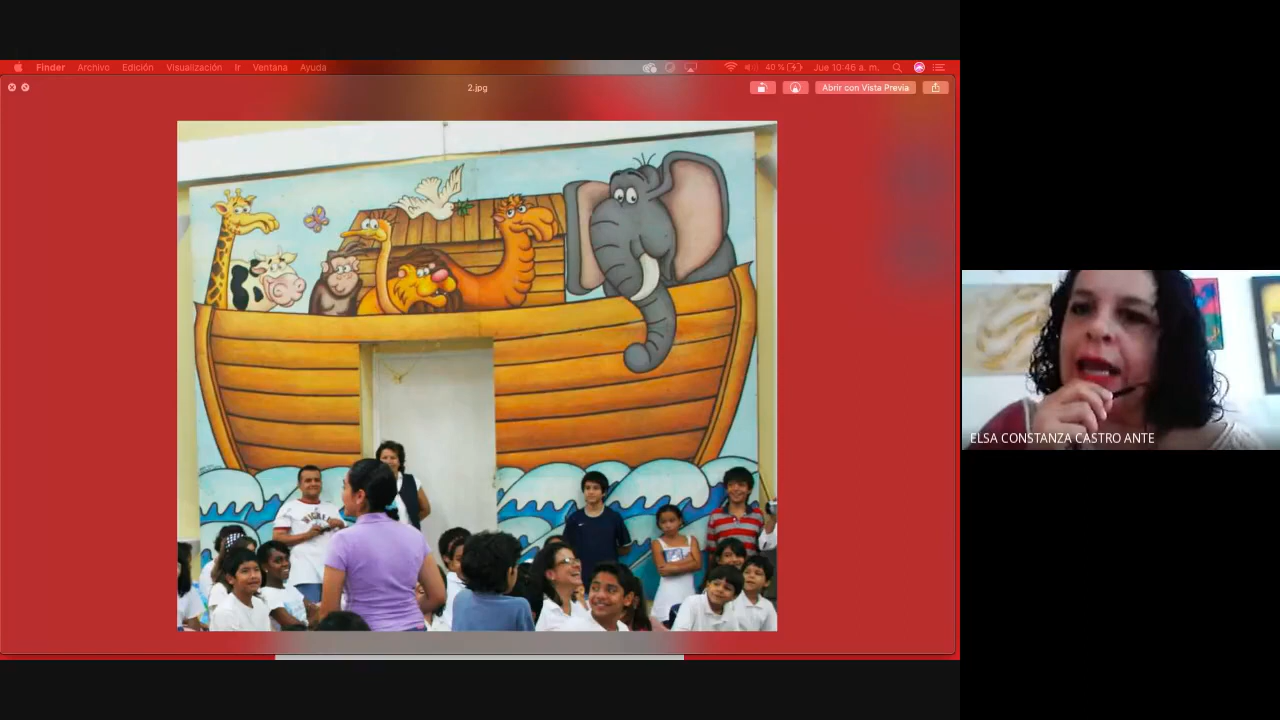 Finder Archivo Edición Visualización Ir Ventana Ayuda 40 % Jue 10:46 a. m.
2.jpg Abrir con Vista Previa
ELSA CONSTANZA CASTRO ANTE